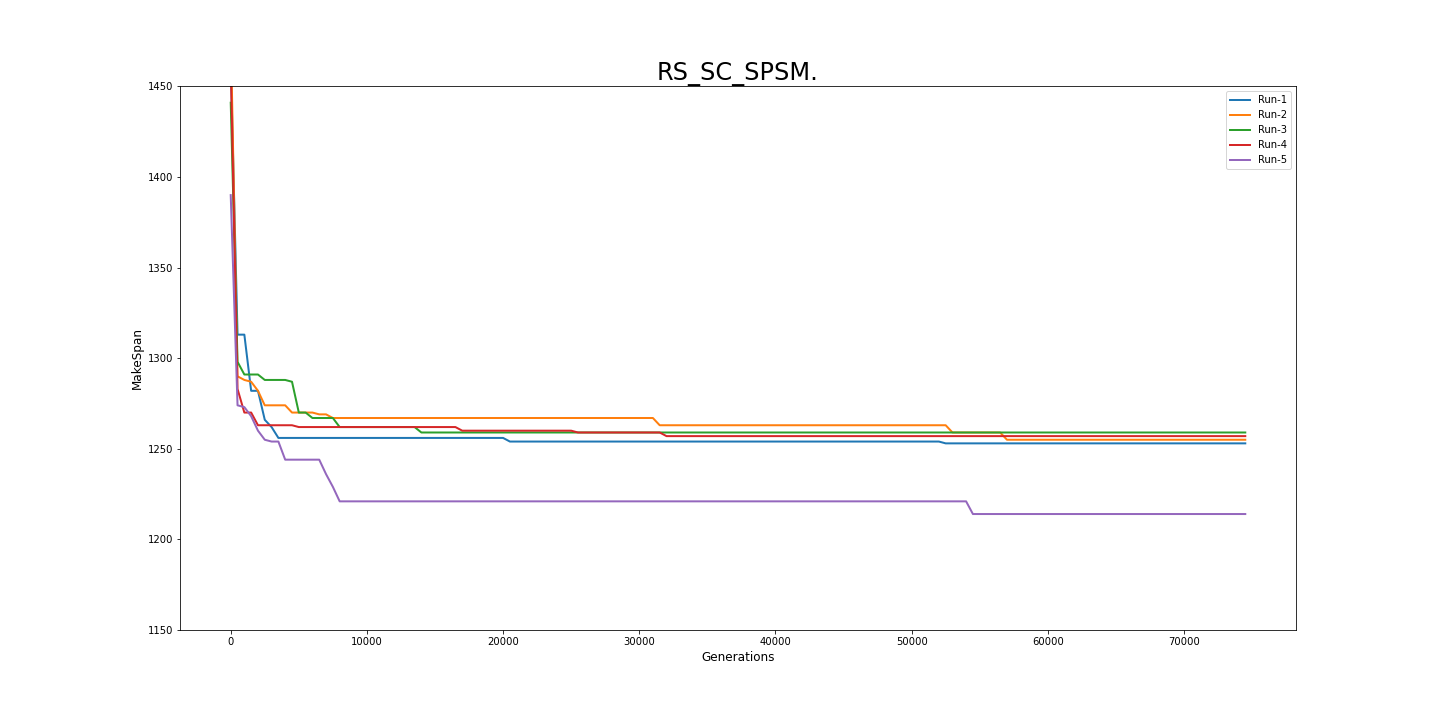 RS_SC_SPSM.
1450
1400
1350
1300
1250
1200
1150
MakeSpan
0 10000 20000 30000 40000 50000 60000 70000
Generations
Run-1
Run-2
Run-3
Run-4
Run-5